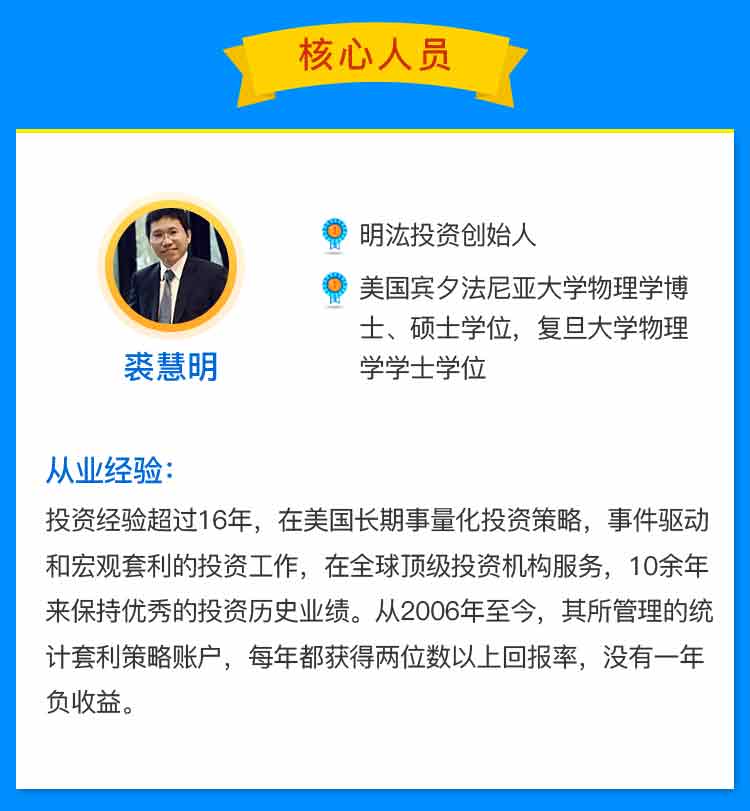 核心人员
明汯投资创始人
美国宾夕法尼亚大学物理学博
士、硕士学位，复旦大学物理
学学士学位
裘慧明
从业经验：
投资经验超过16年，在美国长期事量化投资策略，事件驱动
和宏观套利的投资工作，在全球顶级投资机构服务，10余年
来保持优秀的投资历史业绩。从2006年至今，其所管理的统
计套利策略账户，每年都获得两位数以上回报率，没有一年
负收益。